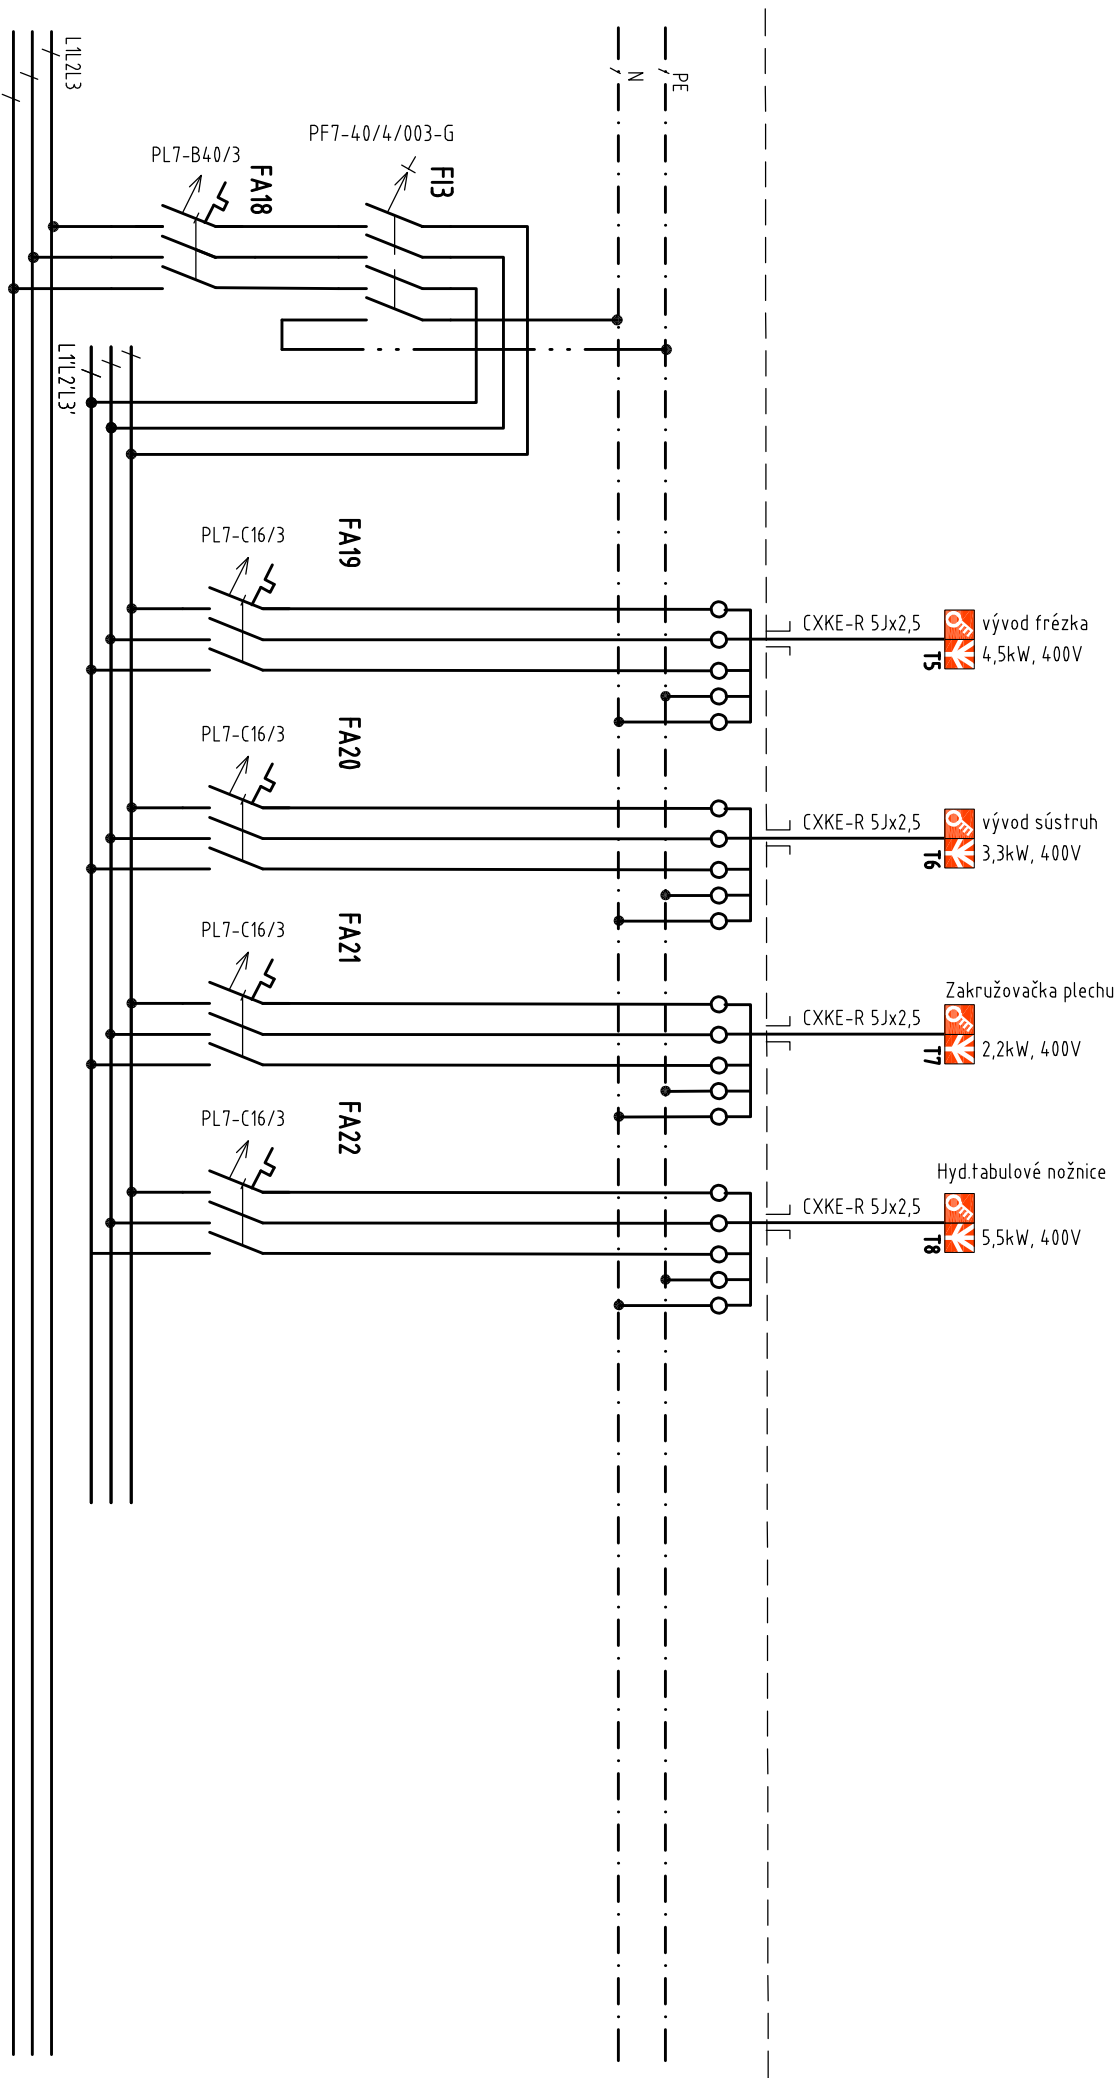 L1L2L3
N
PE
PF7-40/4/003-G
PL7-B40/3
FA18
FI3
L1'L2'L3'
PL7-C16/3
FA19
CXKE-R 5Jx2,5
T5
vývod frézka
4,5kW, 400V
PL7-C16/3
FA20
CXKE-R 5Jx2,5
T6
vývod sústruh
3,3kW, 400V
PL7-C16/3
FA21
CXKE-R 5Jx2,5
T7
Zakružovačka plechu
2,2kW, 400V
PL7-C16/3
FA22
CXKE-R 5Jx2,5
T8
Hyd.tabulové nožnice
5,5kW, 400V